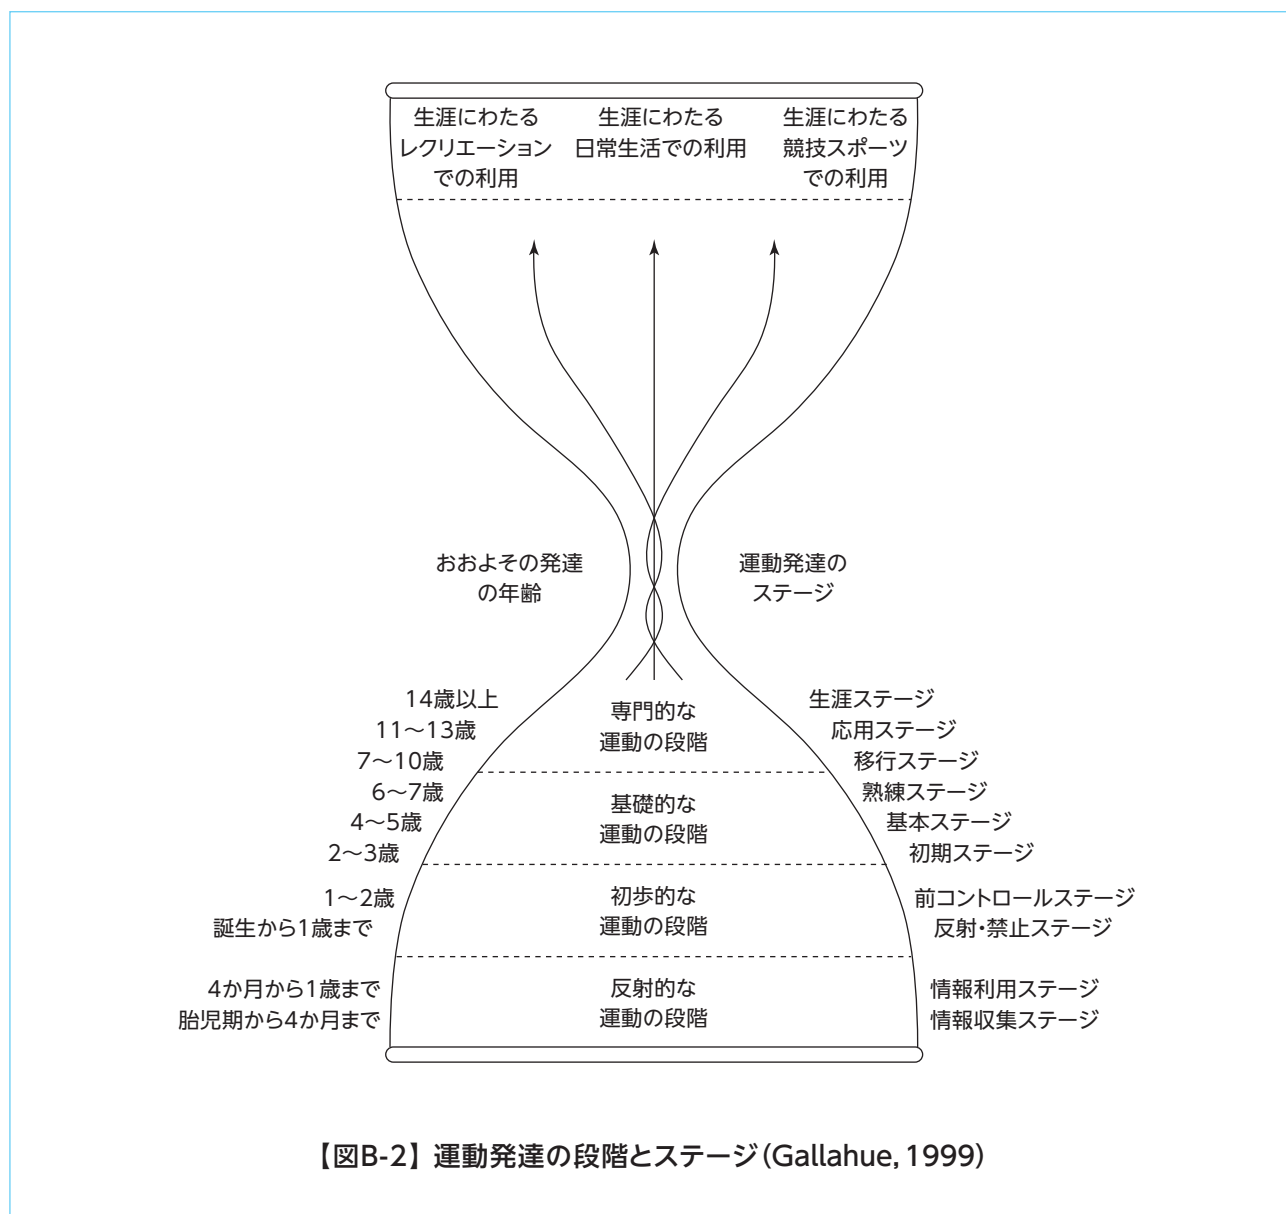 生涯にわたる
レクリエーション
での利用
生涯にわたる
日常生活での利用
生涯にわたる
競技スポーツ
での利用
おおよその発達
の年齢
運動発達の
ステージ
14歳以上
11～13歳
7～10歳
6～7歳
4～5歳
2～3歳
1～2歳
誕生から1歳まで
4か月から1歳まで
胎児期から4か月まで
専門的な
運動の段階
基礎的な
運動の段階
初歩的な
運動の段階
反射的な
運動の段階
生涯ステージ
応用ステージ
移行ステージ
熟練ステージ
基本ステージ
初期ステージ
前コントロールステージ
反射・禁止ステージ
情報利用ステージ
情報収集ステージ
【図B-2】 運動発達の段階とステージ(Gallahue, 1999)